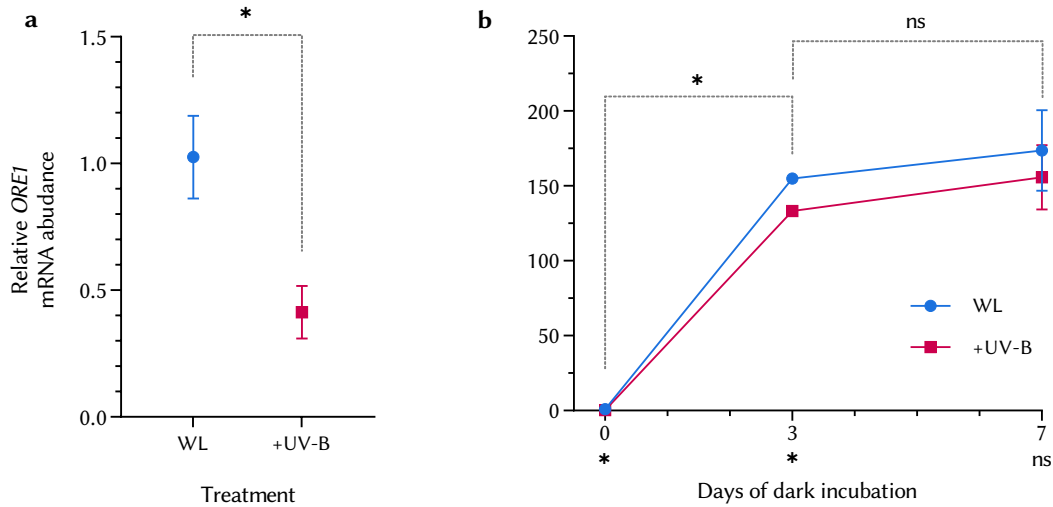 a
*
1.5
1.0
0.5
0.0
Relative ORE1
mRNA abudance
WL
+UV-B
Treatment
b
ns
*
250
200
150
100
50
0
WL
+UV-B
0
3
7
*
*
ns
Days of dark incubation